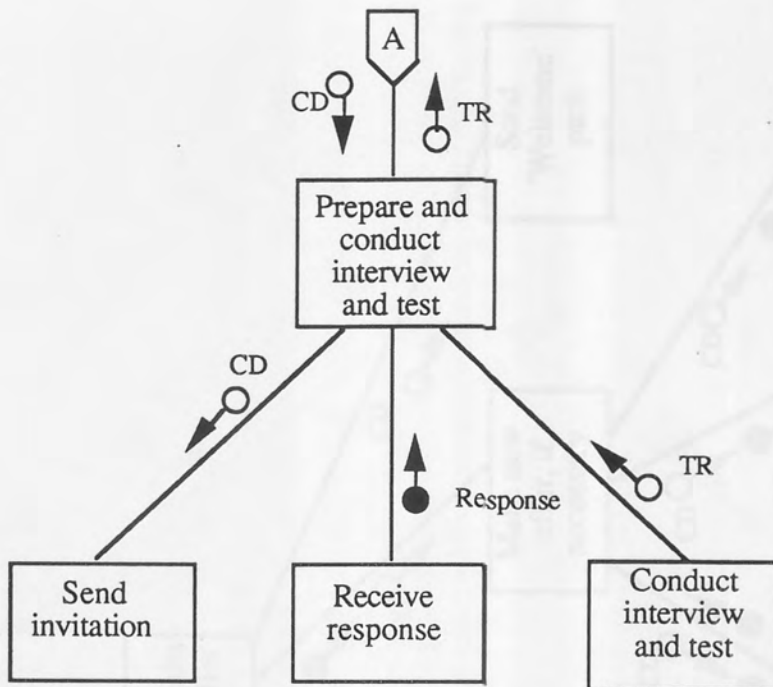 A
CD
TR
Prepare and
conduct
interview
and test
CD
Response
TR
Send
invitation
Receive
response
Conduct
interview
and test